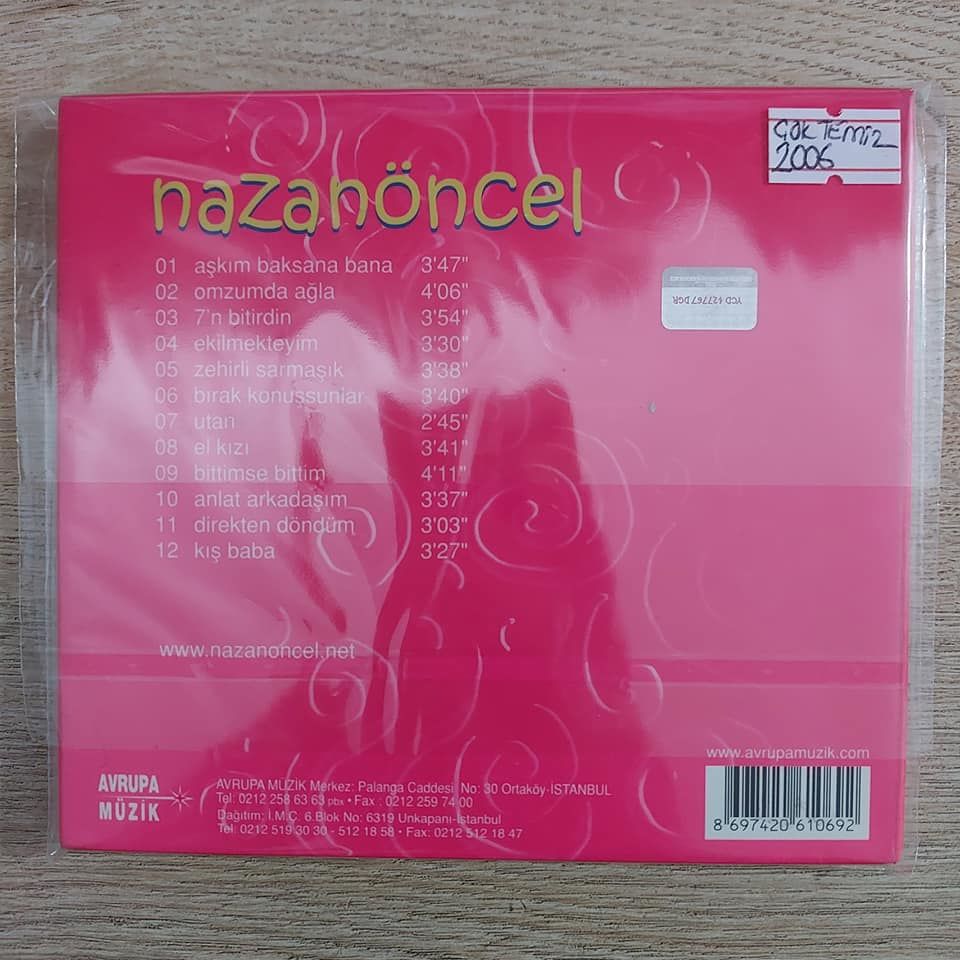 ÇOK TEMİZ
2006
nazanöncel
01 aşkım baksana bana 3'47"
02 omzumda ağla 4'06"
03 7'n bitirdin 3'54"
04 ekilmekteyim 3'30"
05 zehirli sarmaşık 3'38"
06 bırak konussunlar 3'40"
07 utan 2'45"
08 el kızı 3'41"
09 bittimse bittim 4'11"
10 anlat arkadaşım 3'37"
11 direkten döndüm 3'03"
12 kış baba 3'27"
YCD 427767 DGR
www.nazanoncel.net
www.avrupamuzik.com
AVRUPA
MÜZİK
AVRUPA MÜZİK Merkez: Palanga Caddesi No: 30 Ortaköy-İSTANBUL
Tel: 0212 258 63 63 pbx • Fax : 0212 259 74 00
Dağıtım: İ.M.Ç. 6.Blok No: 6319 Unkapanı-İstanbul
Tel: 0212 519 30 30 - 512 18 58 • Fax: 0212 512 18 47
8 697420 610692